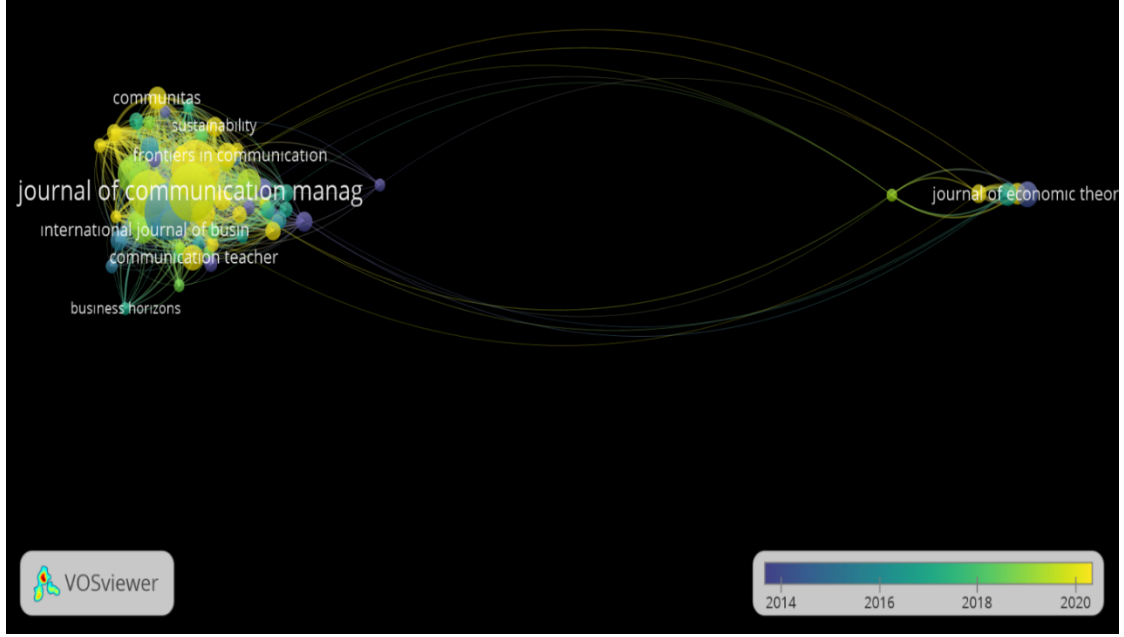 communitas
sustainability
frontiers in communication
journal of communication manag
journal of economic theor
international journal of busin
communication teacher
business horizons
VOSviewer
2014
2016
2018
2020